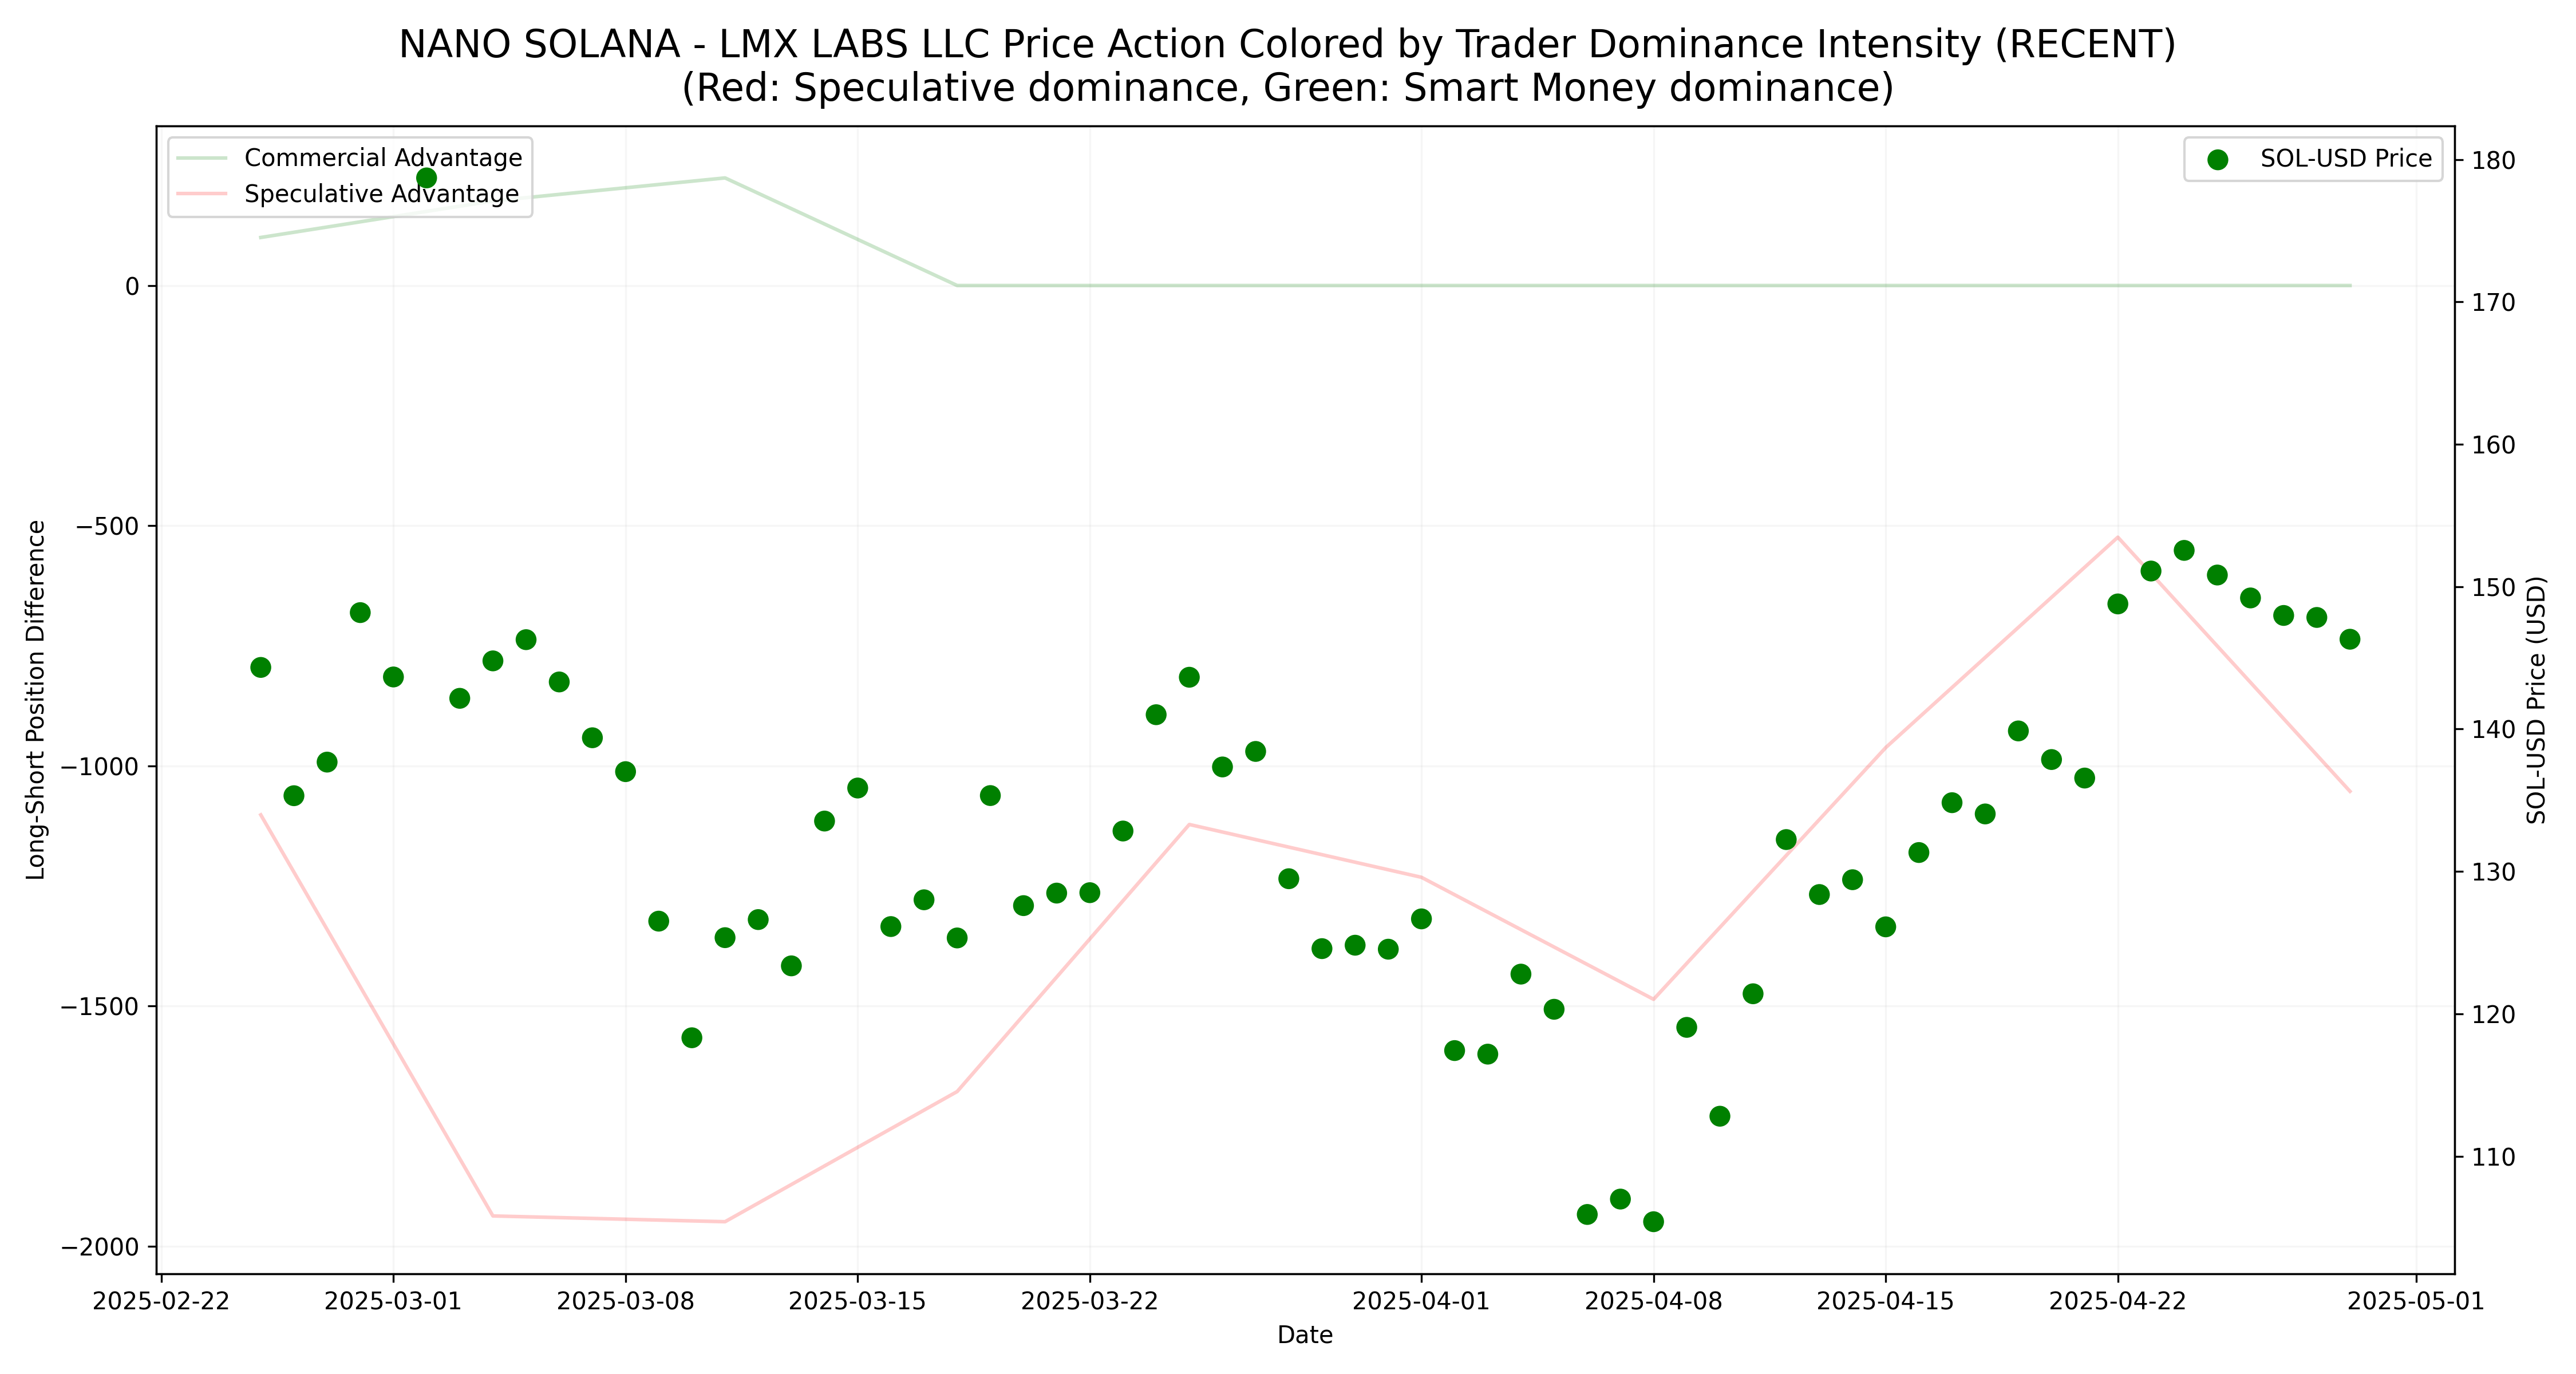 NANO SOLANA - LMX LABS LLC Price Action Colored by Trader Dominance Intensity (RECENT)
(Red: Speculative dominance, Green: Smart Money dominance)
Commercial Advantage
Speculative Advantage
SOL-USD Price
Long-Short Position Difference
0
−500
−1000
−1500
−2000
180
170
160
150
140
130
120
110
SOL-USD Price (USD)
2025-02-22
2025-03-01
2025-03-08
2025-03-15
2025-03-22
2025-04-01
2025-04-08
2025-04-15
2025-04-22
2025-05-01
Date